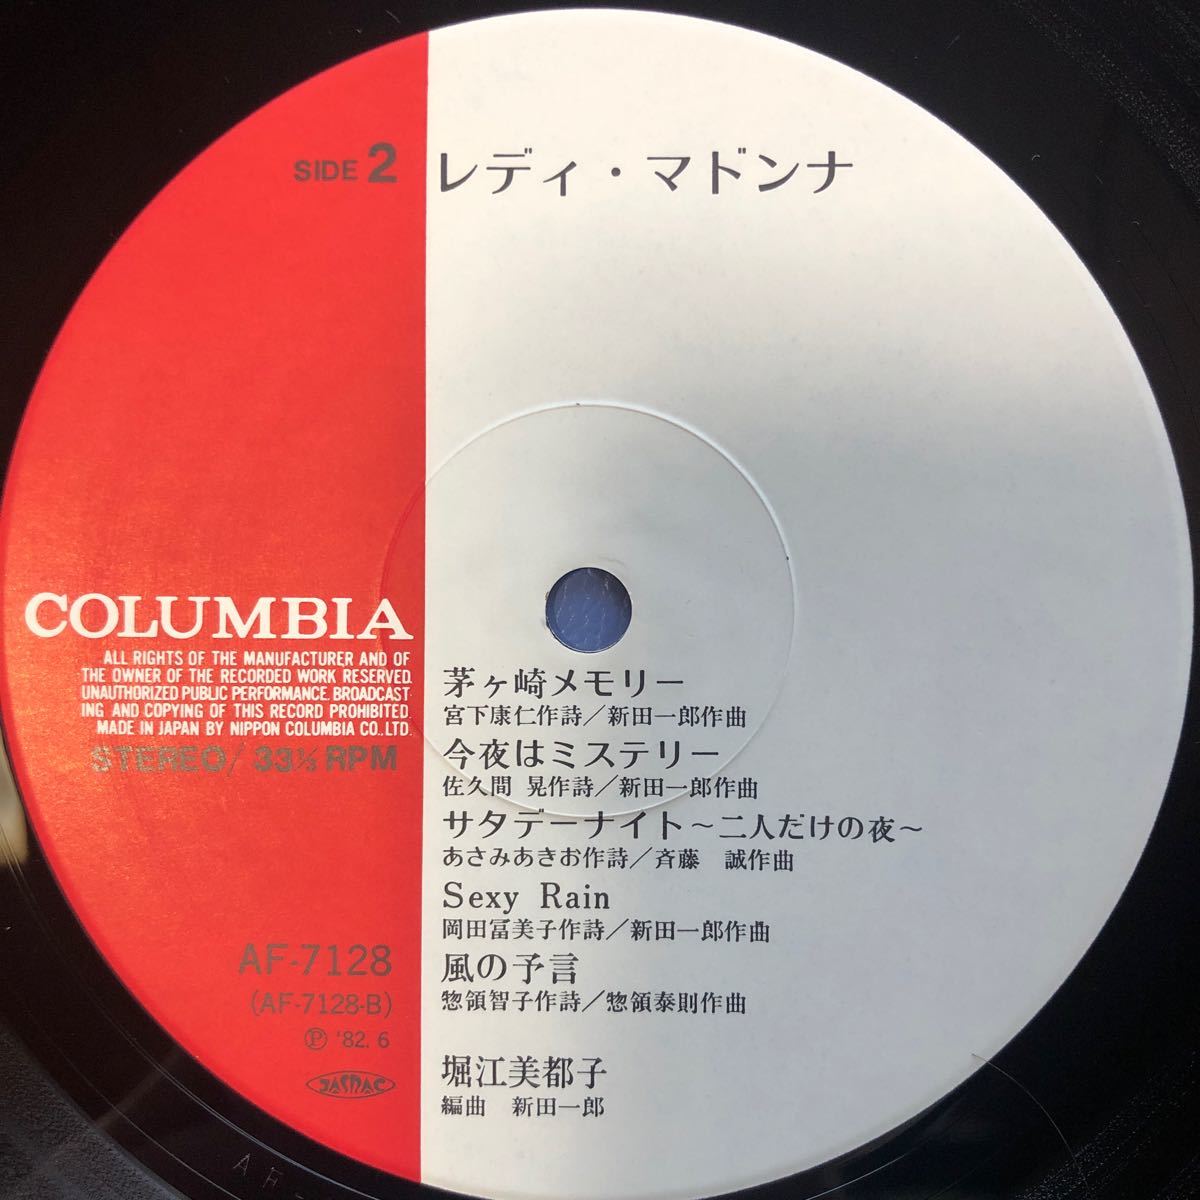 SIDE 2
レディ・マドンナ
COLUMBIA
ALL RIGHTS OF THE MANUFACTURER AND OF
THE OWNER OF THE RECORDED WORK RESERVED.
UNAUTHORIZED PUBLIC PERFORMANCE. BROADCAST
ING AND COPYING OF THIS RECORD PROHIBITED.
MADE IN JAPAN BY NIPPON COLUMBIA CO., LTD.
STEREO/ 33⅓ RPM
AF-7128
(AF-7128-B)
Ⓟ '82. 6
JASRAC
茅ヶ崎メモリー
宮下康仁作詩/新田一郎作曲
今夜はミステリー
佐久間 晃作詩/新田一郎作曲
サタデーナイト〜二人だけの夜〜
あさみあきお作詩/斉藤 誠作曲
Sexy Rain
岡田冨美子作詩/新田一郎作曲
風の予言
惣領智子作詩/惣領泰則作曲
堀江美都子
編曲 新田一郎